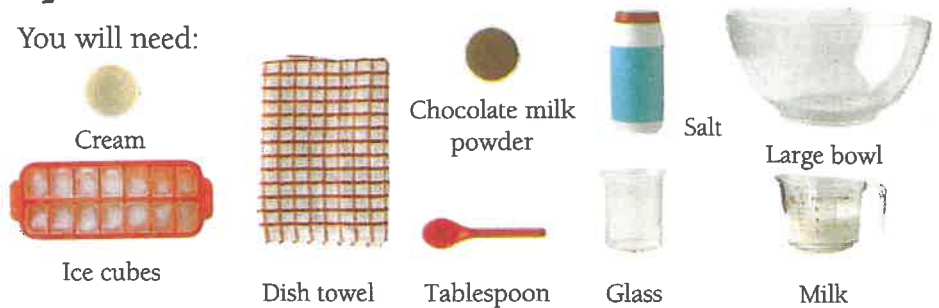 You will need:
Cream
Chocolate milk
powder
Salt
Large bowl
Ice cubes
Dish towel
Tablespoon
Glass
Milk